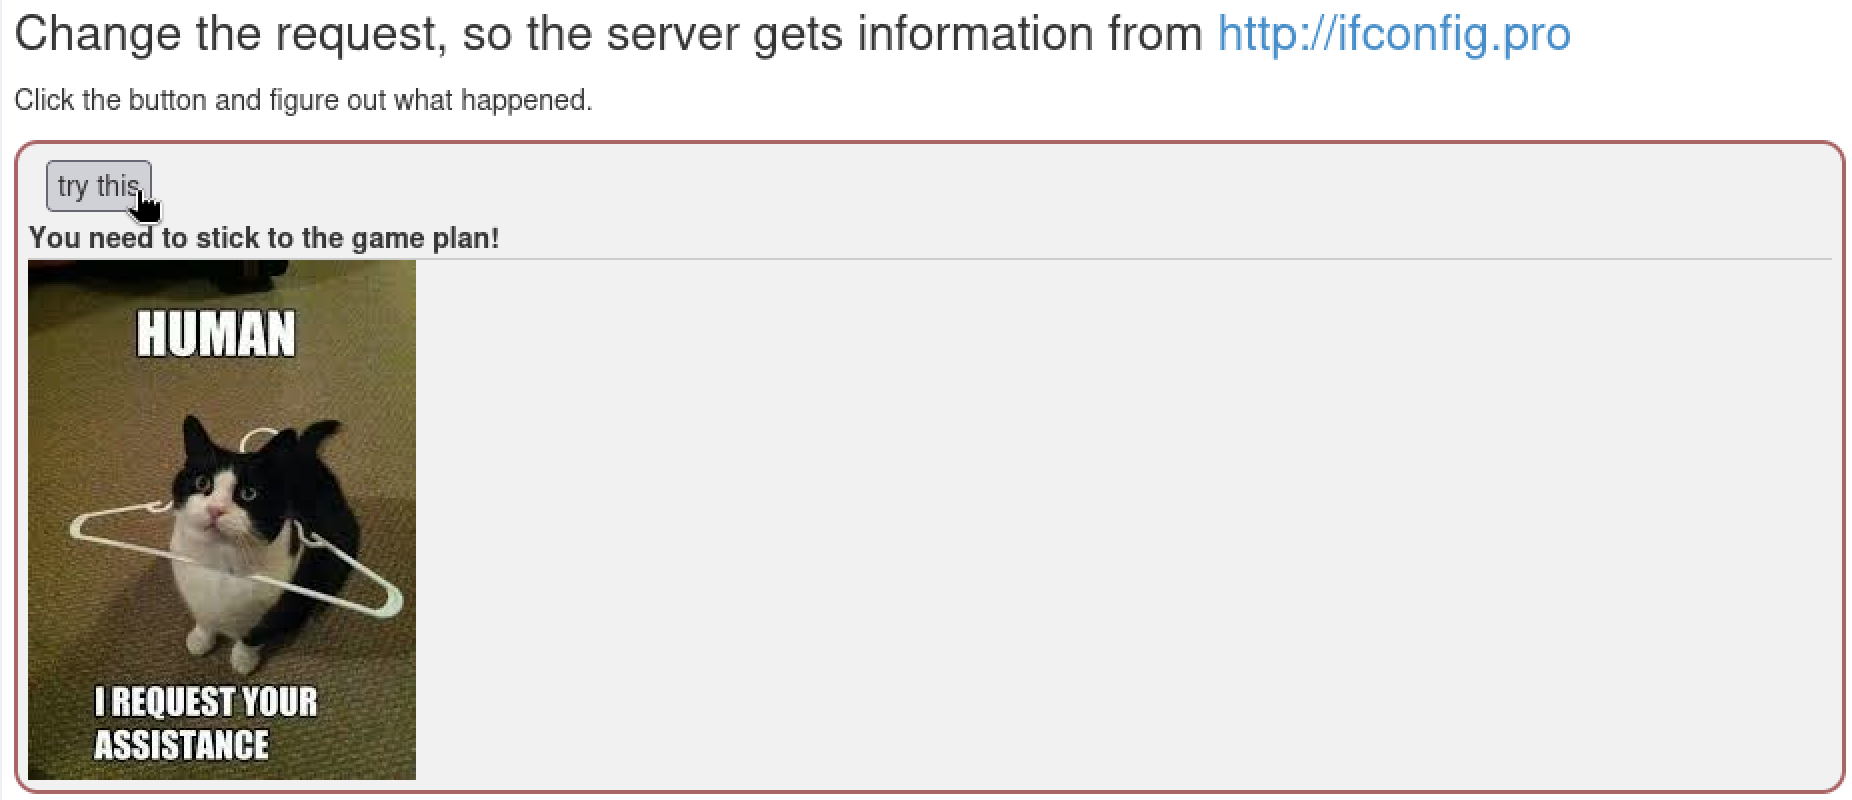 Change the request, so the server gets information from http://ifconfig.pro
Click the button and figure out what happened.
try this
You need to stick to the game plan!
HUMAN
I REQUEST YOUR
ASSISTANCE